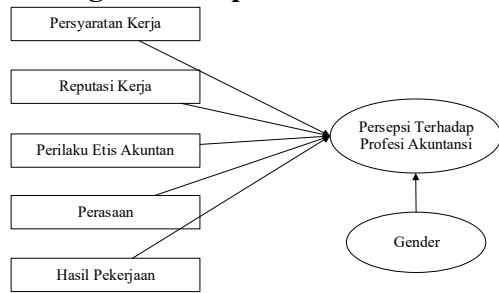 Persyaratan Kerja
Reputasi Kerja
Perilaku Etis Akuntan
Perasaan
Hasil Pekerjaan
Persepsi Terhadap
Profesi Akuntansi
Gender